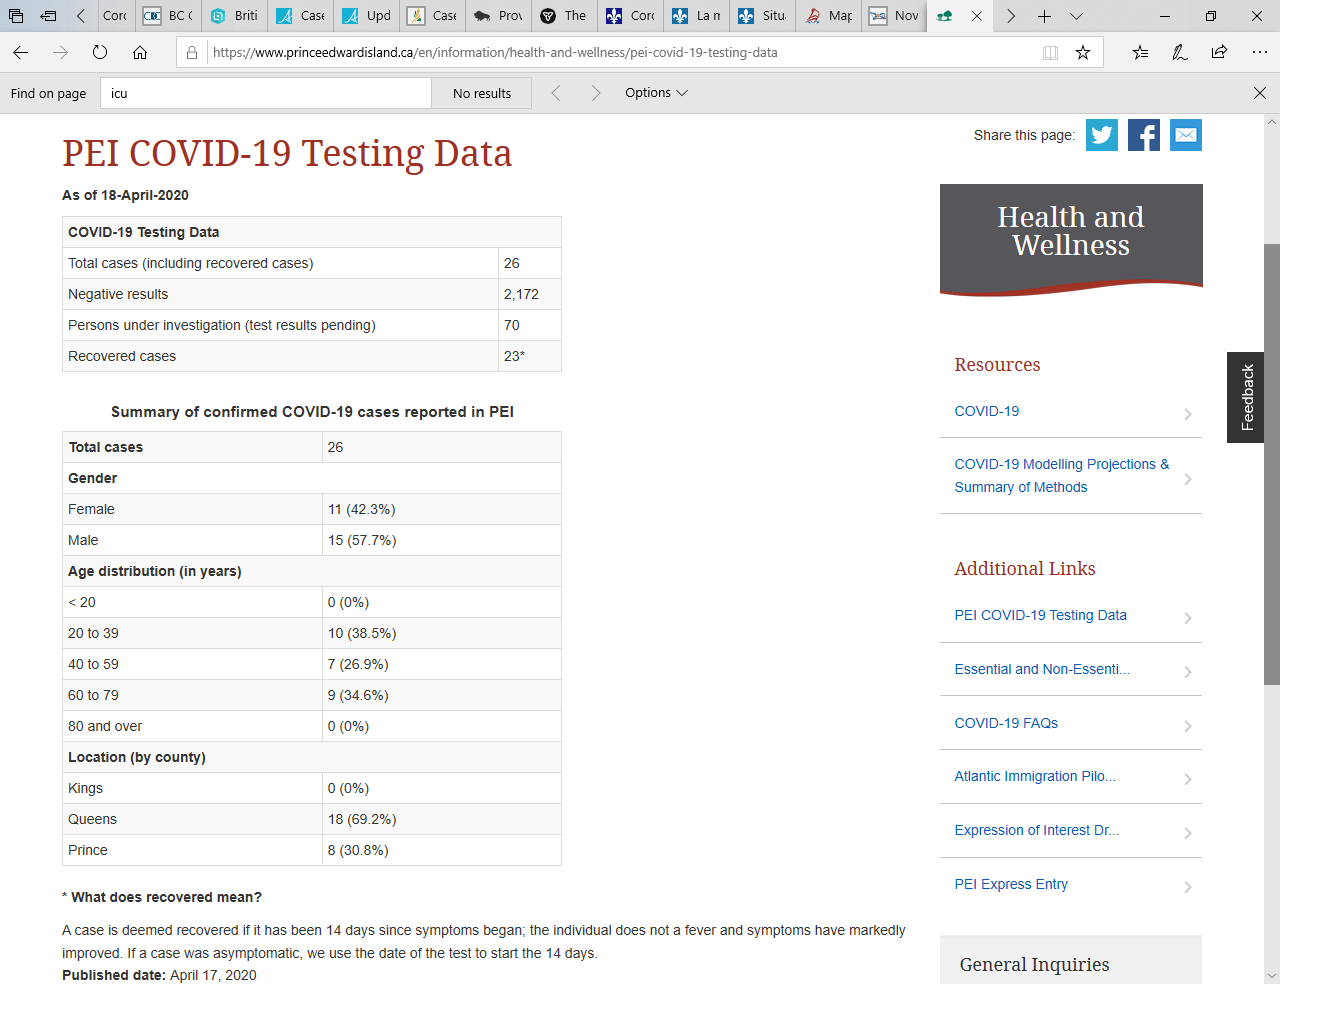 Corc
BC C
Briti
Case
Upd
Case
Prov
The
Corc
La m
Situ
Map
Nov
https://www.princeedwardisland.ca/en/information/health-and-wellness/pei-covid-19-testing-data
Find on page
icu
No results
Options
Share this page:
PEI COVID-19 Testing Data
As of 18-April-2020
COVID-19 Testing Data
Total cases (including recovered cases) 26
Negative results 2,172
Persons under investigation (test results pending) 70
Recovered cases 23*
Summary of confirmed COVID-19 cases reported in PEI
Total cases 26
Gender
Female 11 (42.3%)
Male 15 (57.7%)
Age distribution (in years)
< 20 0 (0%)
20 to 39 10 (38.5%)
40 to 59 7 (26.9%)
60 to 79 9 (34.6%)
80 and over 0 (0%)
Location (by county)
Kings 0 (0%)
Queens 18 (69.2%)
Prince 8 (30.8%)
* What does recovered mean?
A case is deemed recovered if it has been 14 days since symptoms began; the individual does not a fever and symptoms have markedly
improved. If a case was asymptomatic, we use the date of the test to start the 14 days.
Published date: April 17, 2020
Health and
Wellness
Resources
COVID-19
COVID-19 Modelling Projections &
Summary of Methods
Additional Links
PEI COVID-19 Testing Data
Essential and Non-Essenti...
COVID-19 FAQs
Atlantic Immigration Pilo...
Expression of Interest Dr...
PEI Express Entry
General Inquiries
Feedback